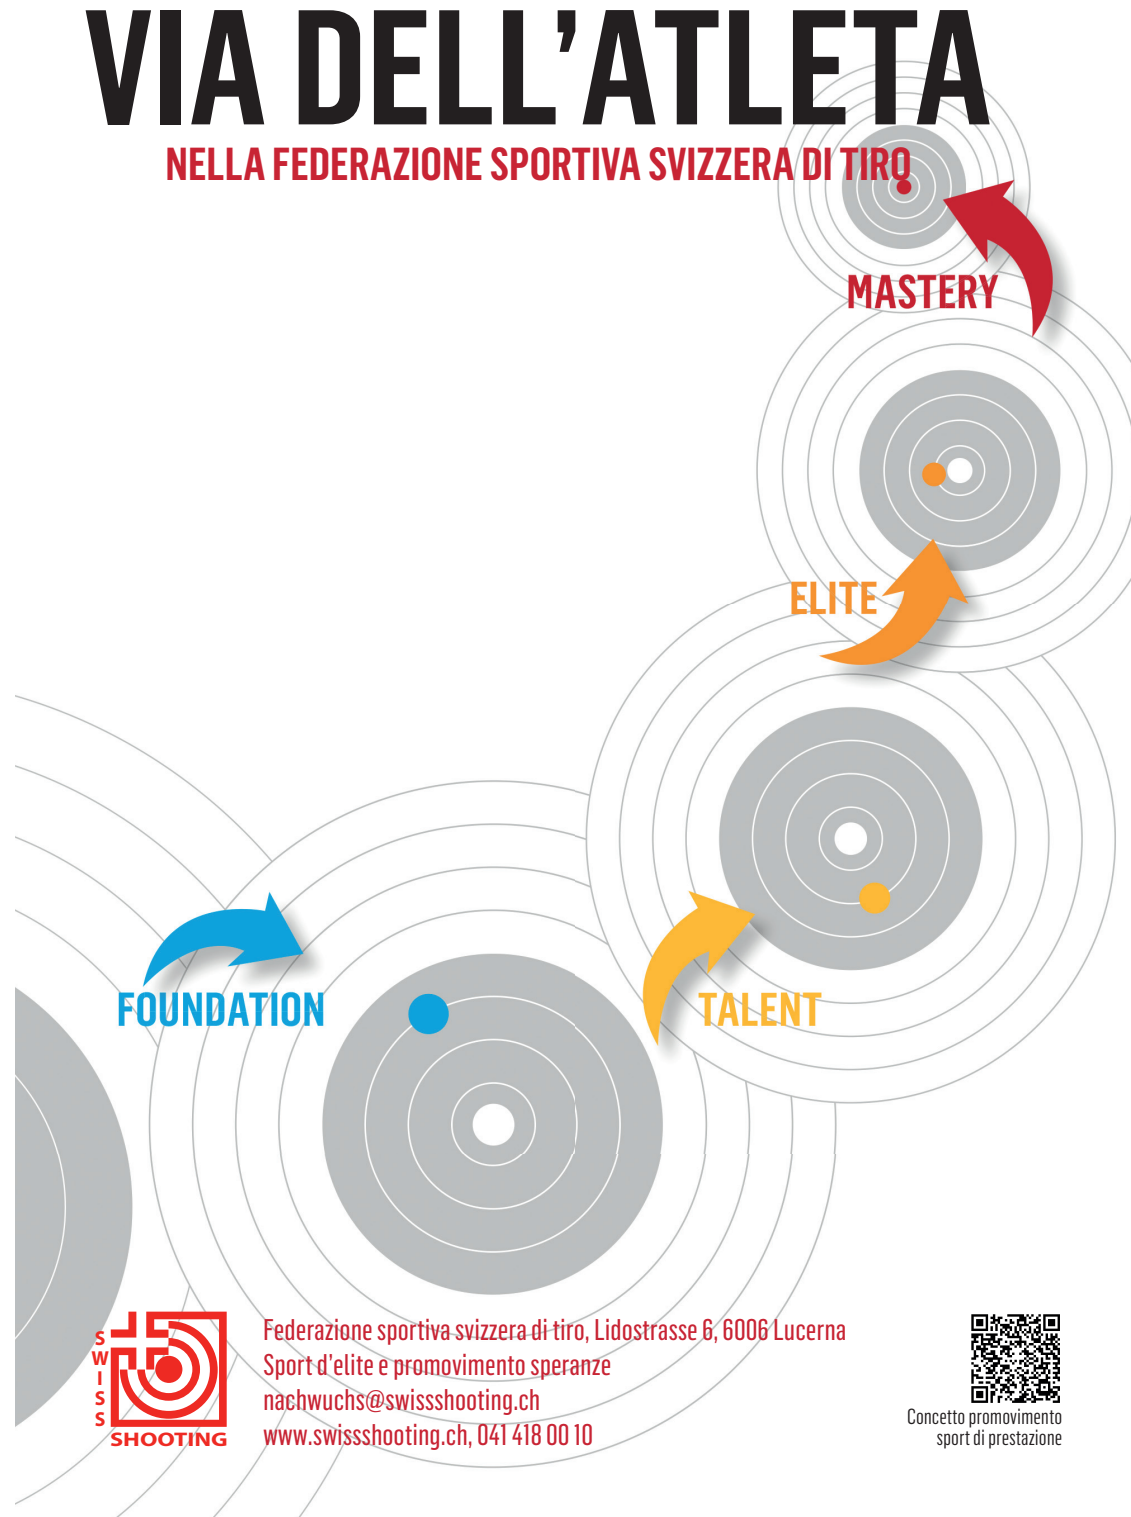 VIA DELL'ATLETA
NELLA FEDERAZIONE SPORTIVA SVIZZERA DI TIRO
MASTERY
ELITE
FOUNDATION
TALENT
SWISS
SHOOTING
Federazione sportiva svizzera di tiro, Lidostrasse 6, 6006 Lucerna
Sport d'elite e promovimento speranze
nachwuchs@swissshooting.ch
www.swissshooting.ch, 041 418 00 10
Concetto promovimento
sport di prestazione